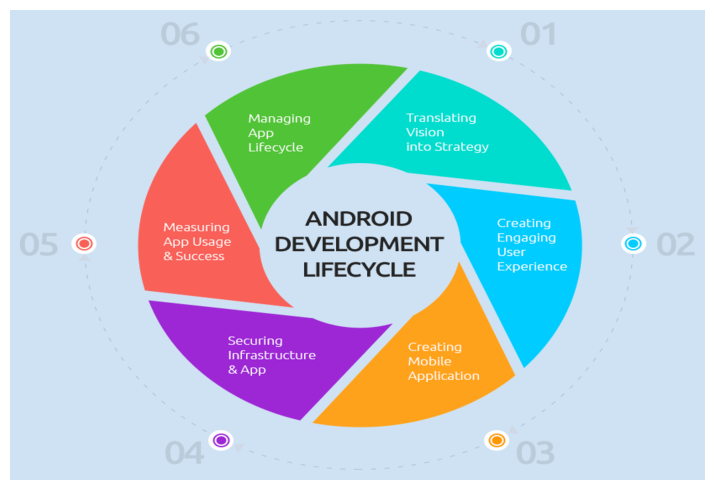 ANDROID
DEVELOPMENT
LIFECYCLE
01
Translating
Vision
into Strategy
02
Creating
Engaging
User
Experience
03
Creating
Mobile
Application
04
Securing
Infrastructure
& App
05
Measuring
App Usage
& Success
06
Managing
App
Lifecycle